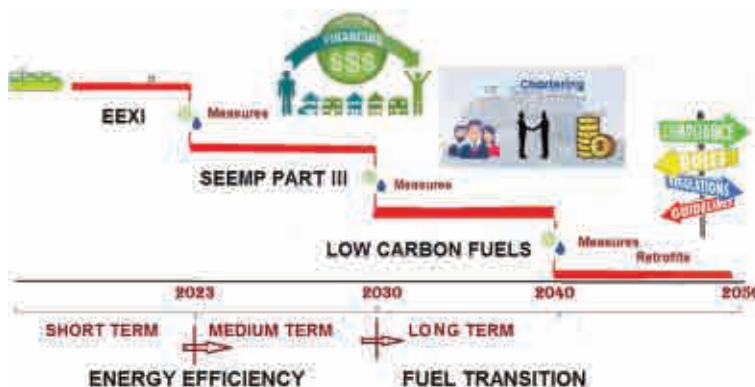 FINANCING
$$$
Chartering
EEXI
Measures
COMPLIANCE
RULES
REGULATIONS
GUIDELINES
SEEMP PART III
Measures
LOW CARBON FUELS
Measures
Retrofits
2023
2030
2040
2050
SHORT TERM
MEDIUM TERM
LONG TERM
ENERGY EFFICIENCY
FUEL TRANSITION